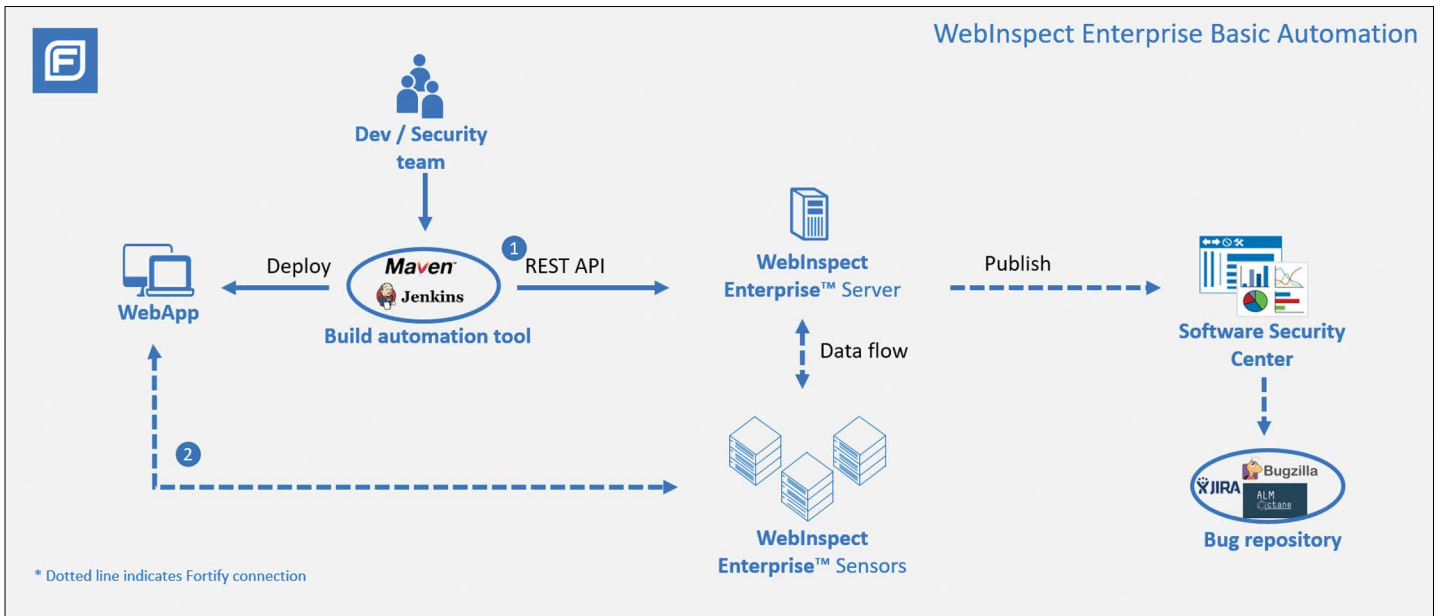 WebInspect Enterprise Basic Automation
F
Dev / Security
team
1
Deploy
Maven™
Jenkins
REST API
WebApp
Build automation tool
WebInspect
Enterprise™ Server
Publish
Software Security
Center
Data flow
2
Bugzilla
JIRA
ALM
Octane
Bug repository
WebInspect
Enterprise™ Sensors
* Dotted line indicates Fortify connection